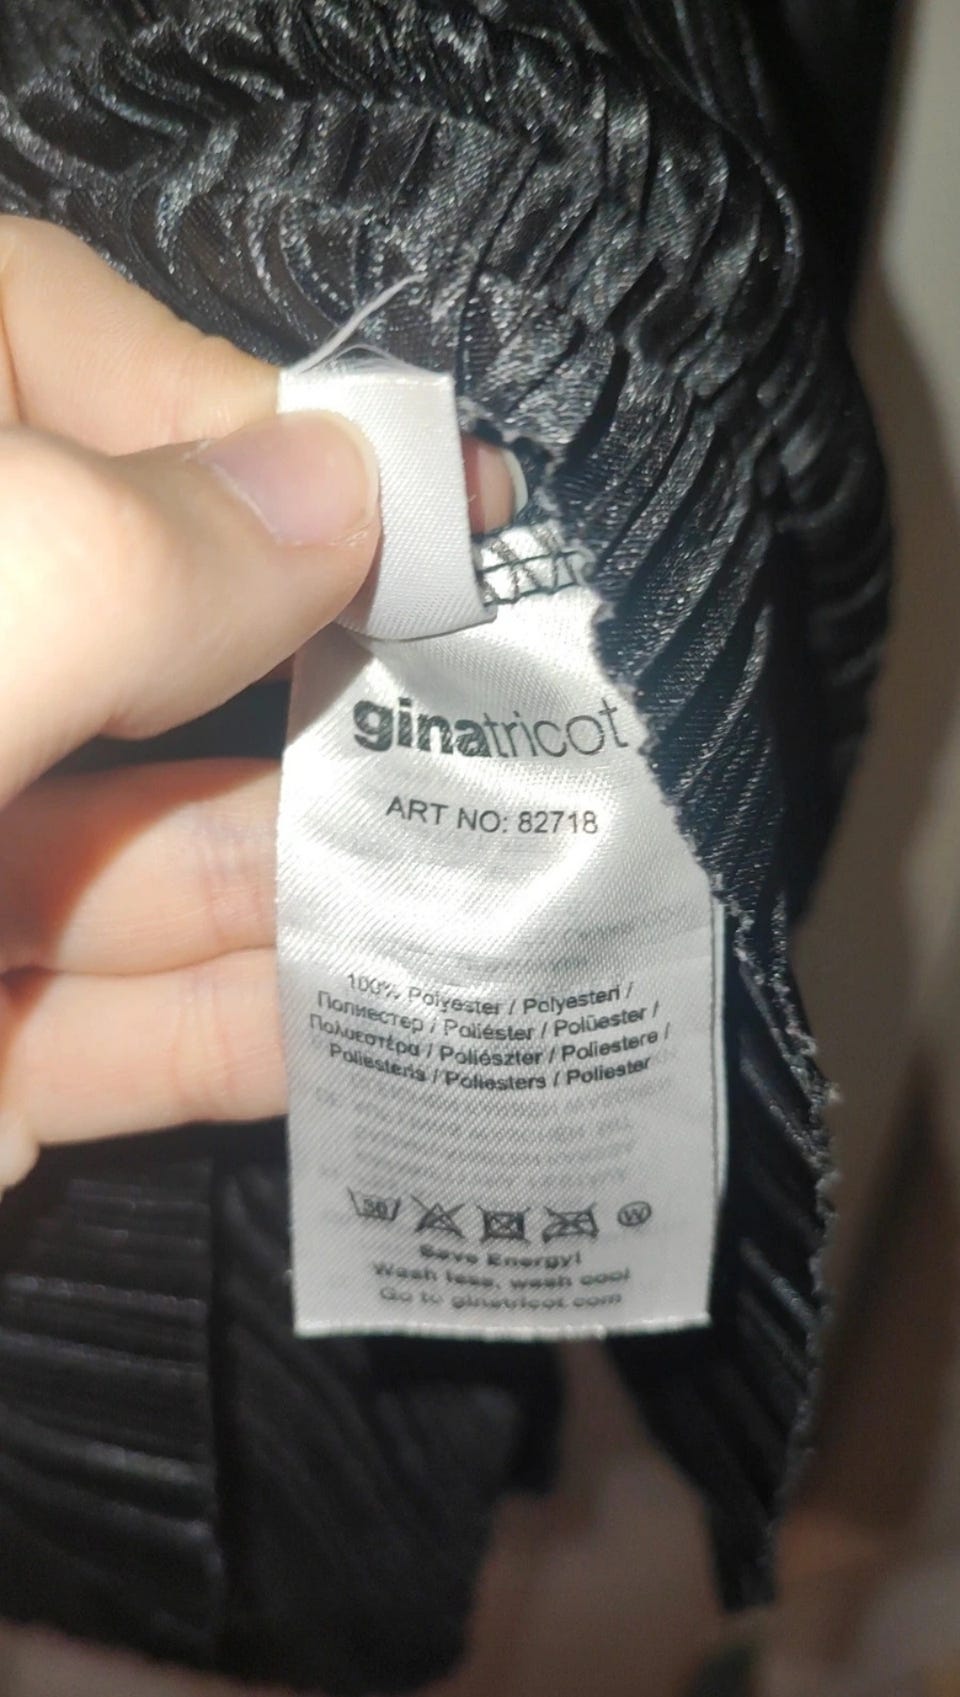 ginatricot
ART NO: 82718
100% Polyester / Polyesteri /
Полиестер / Poliéster / Polüester /
Πολυεστέρα / Poliészter / Poliestere /
Poliesteris / Poliesters / Poliester
30
W
Save Energy!
Wash less, wash cool
Go to ginatricot.com